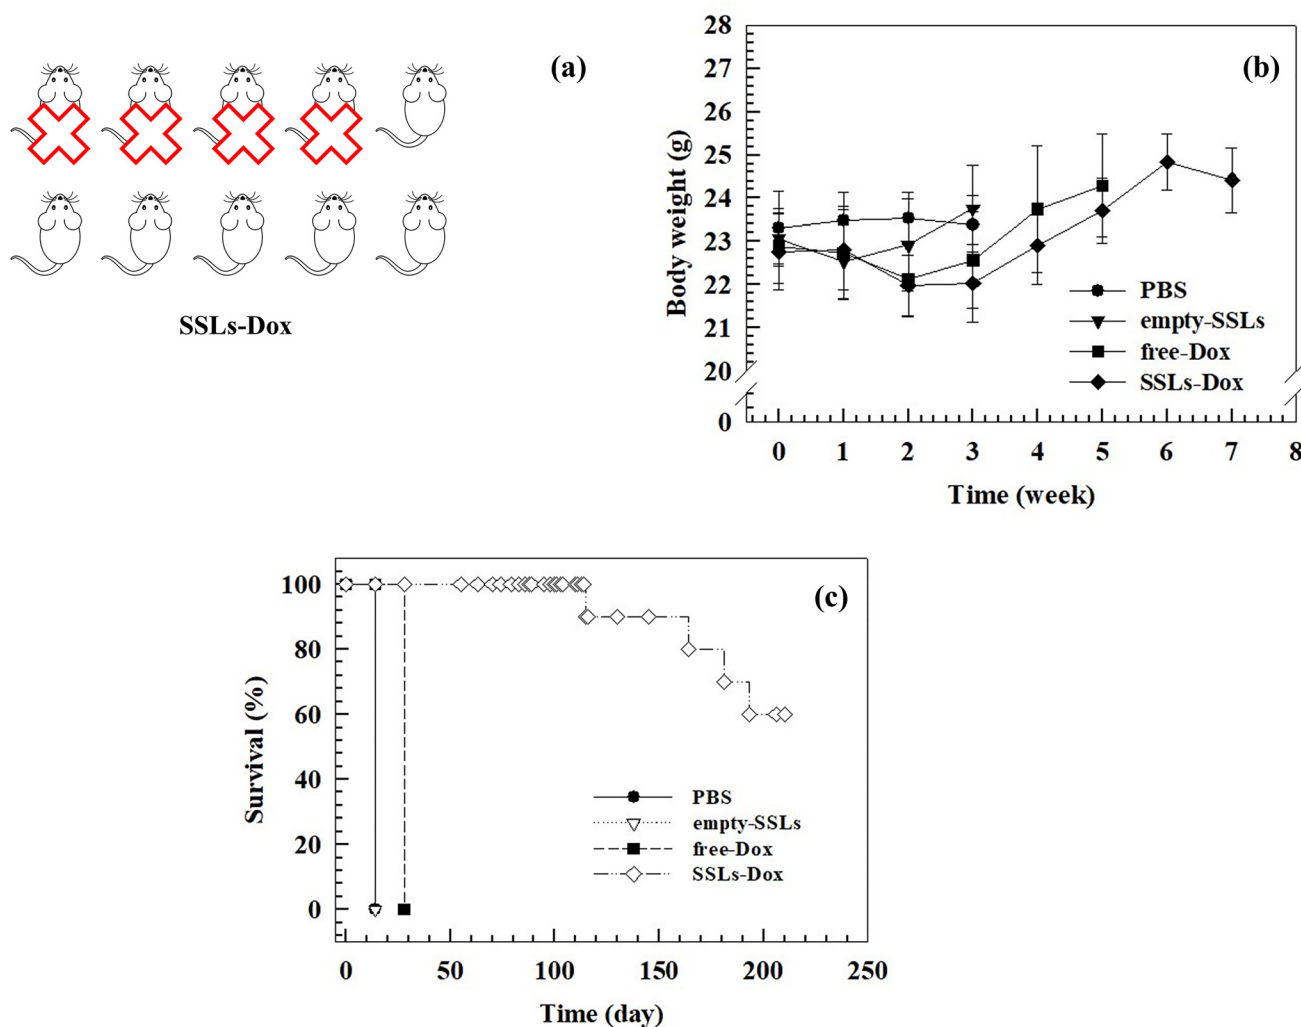 (a)
SSLs-Dox
(b)
Body weight (g)
28
27
26
25
24
23
22
21
20
0
PBS
empty-SSLs
free-Dox
SSLs-Dox
0 1 2 3 4 5 6 7 8
Time (week)
(c)
Survival (%)
100
80
60
40
20
0
PBS
empty-SSLs
free-Dox
SSLs-Dox
0 50 100 150 200 250
Time (day)